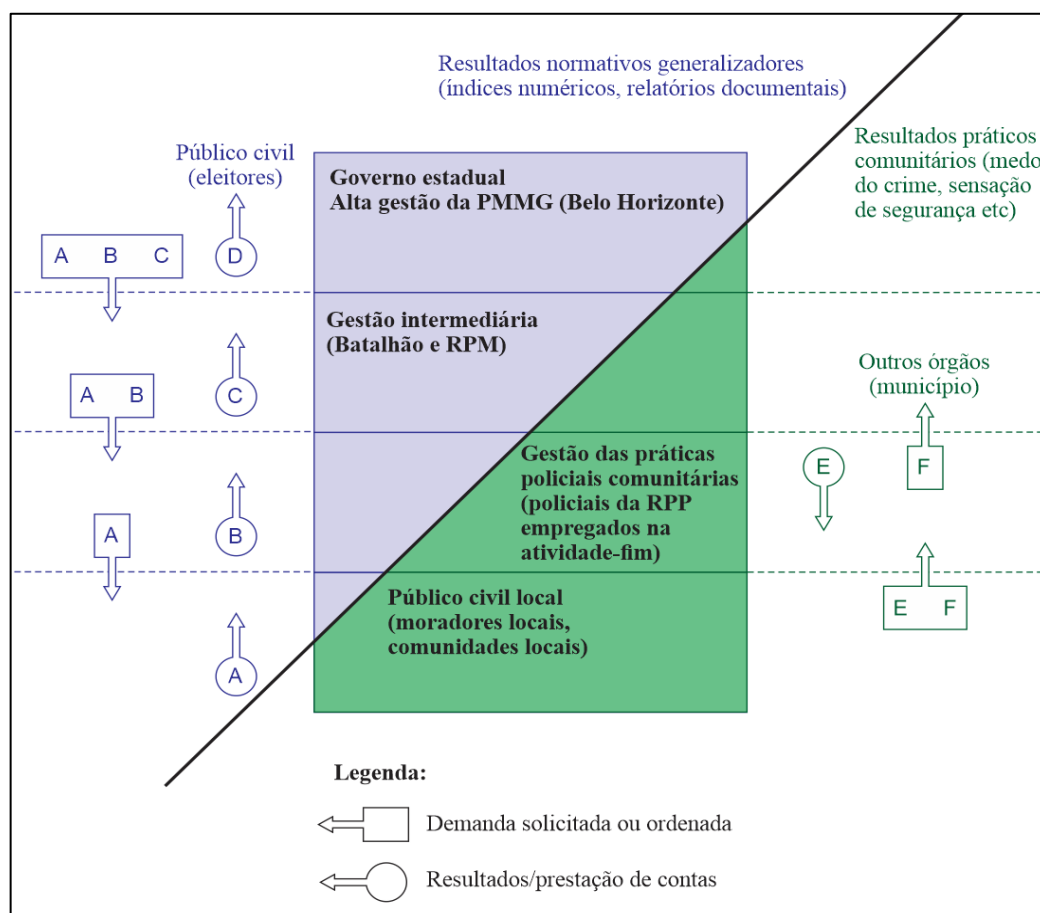 Resultados normativos generalizadores
(índices numéricos, relatórios documentais)
Resultados práticos
comunitários (medo
do crime, sensação
de segurança etc)
Público civil
(eleitores)
Governo estadual
Alta gestão da PMMG (Belo Horizonte)
A B C
D
Gestão intermediária
(Batalhão e RPM)
A B
C
Outros órgãos
(município)
Gestão das práticas
policiais comunitárias
(policiais da RPP
empregados na
atividade-fim)
E
F
A
B
Público civil local
(moradores locais,
comunidades locais)
E F
A
Legenda:
Demanda solicitada ou ordenada
Resultados/prestação de contas